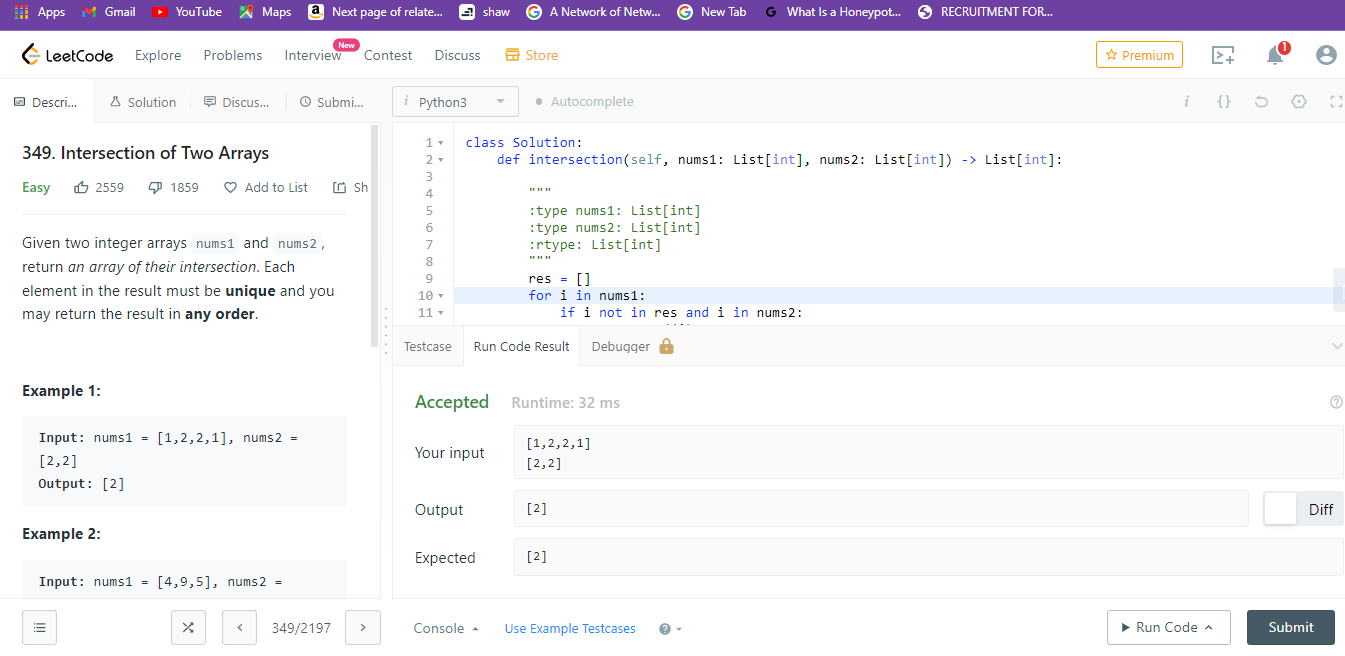 Apps Gmail YouTube Maps Next page of relate... shaw A Network of Netw... New Tab What Is a Honeypot... RECRUITMENT FOR...
LeetCode Explore Problems Interview New Contest Discuss Store Premium 1
Descri... Solution Discuss... Submi...
349. Intersection of Two Arrays
Easy 2559 1859 Add to List Sh
Given two integer arrays nums1 and nums2,
return an array of their intersection. Each
element in the result must be unique and you
may return the result in any order.
Example 1:
Input: nums1 = [1,2,2,1], nums2 =
[2,2]
Output: [2]
Example 2:
Input: nums1 = [4,9,5], nums2 =
349/2197
i Python3 Autocomplete i {}
1 class Solution:
2 def intersection(self, nums1: List[int], nums2: List[int]) -> List[int]:
3
4 """
5 :type nums1: List[int]
6 :type nums2: List[int]
7 :rtype: List[int]
8 """
9 res = []
10 for i in nums1:
11 if i not in res and i in nums2:
Testcase Run Code Result Debugger
Accepted Runtime: 32 ms
Your input
[1,2,2,1]
[2,2]
Output [2] Diff
Expected [2]
Console Use Example Testcases Run Code Submit